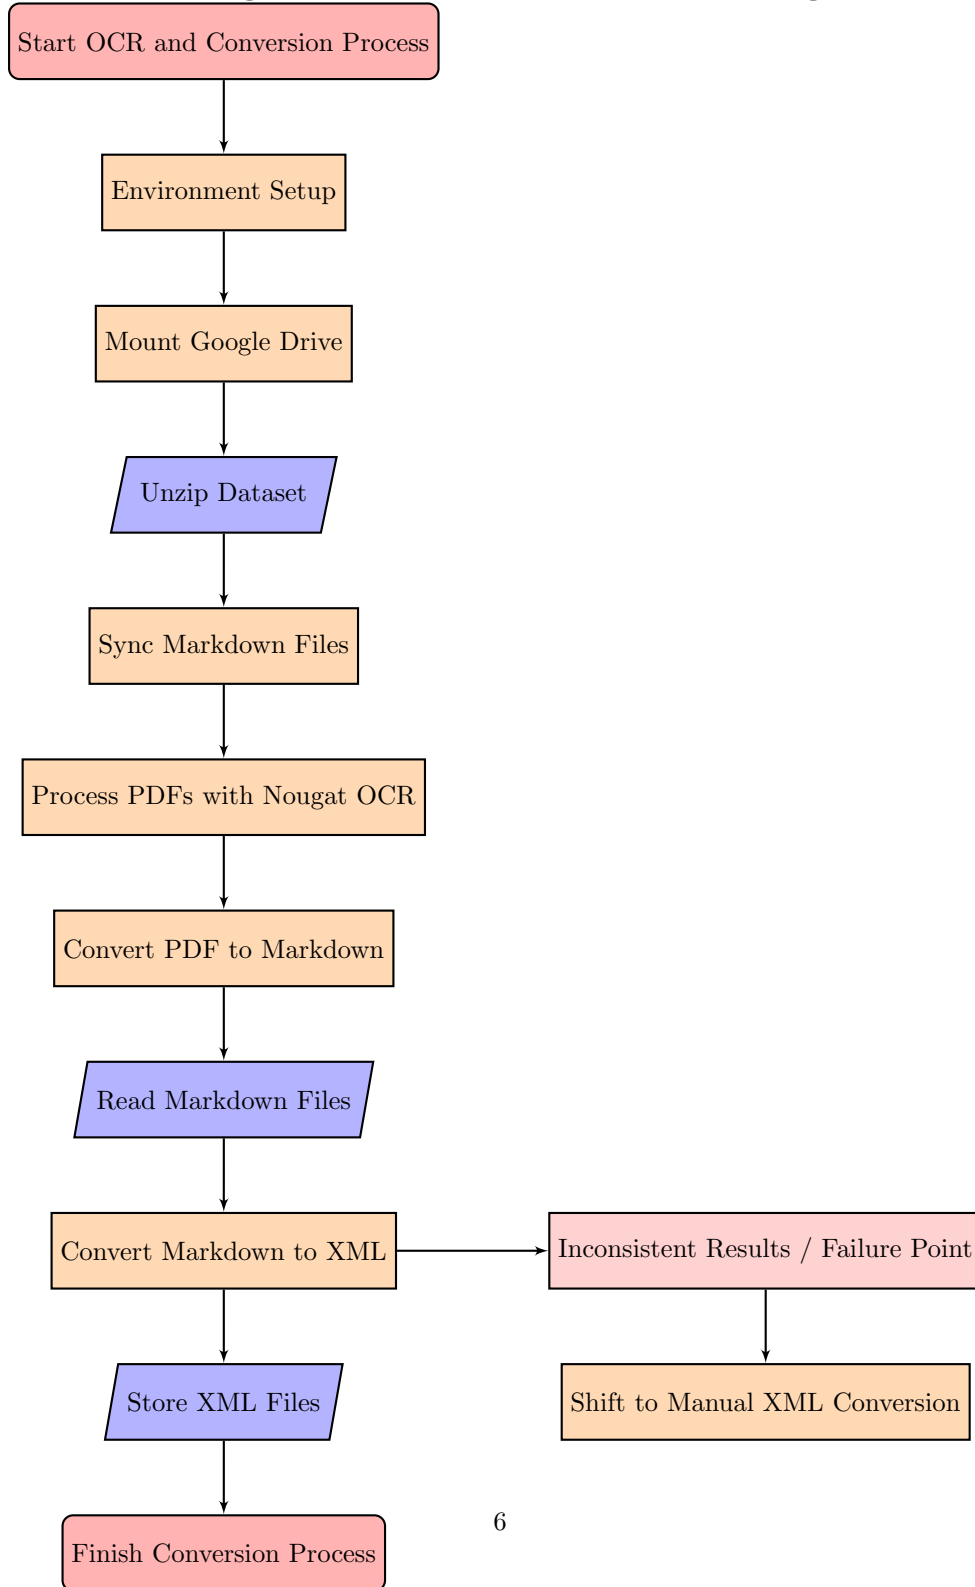 Start OCR and Conversion Process
Environment Setup
Mount Google Drive
Unzip Dataset
Sync Markdown Files
Process PDFs with Nougat OCR
Convert PDF to Markdown
Read Markdown Files
Convert Markdown to XML
Inconsistent Results / Failure Point
Store XML Files
Shift to Manual XML Conversion
6
Finish Conversion Process